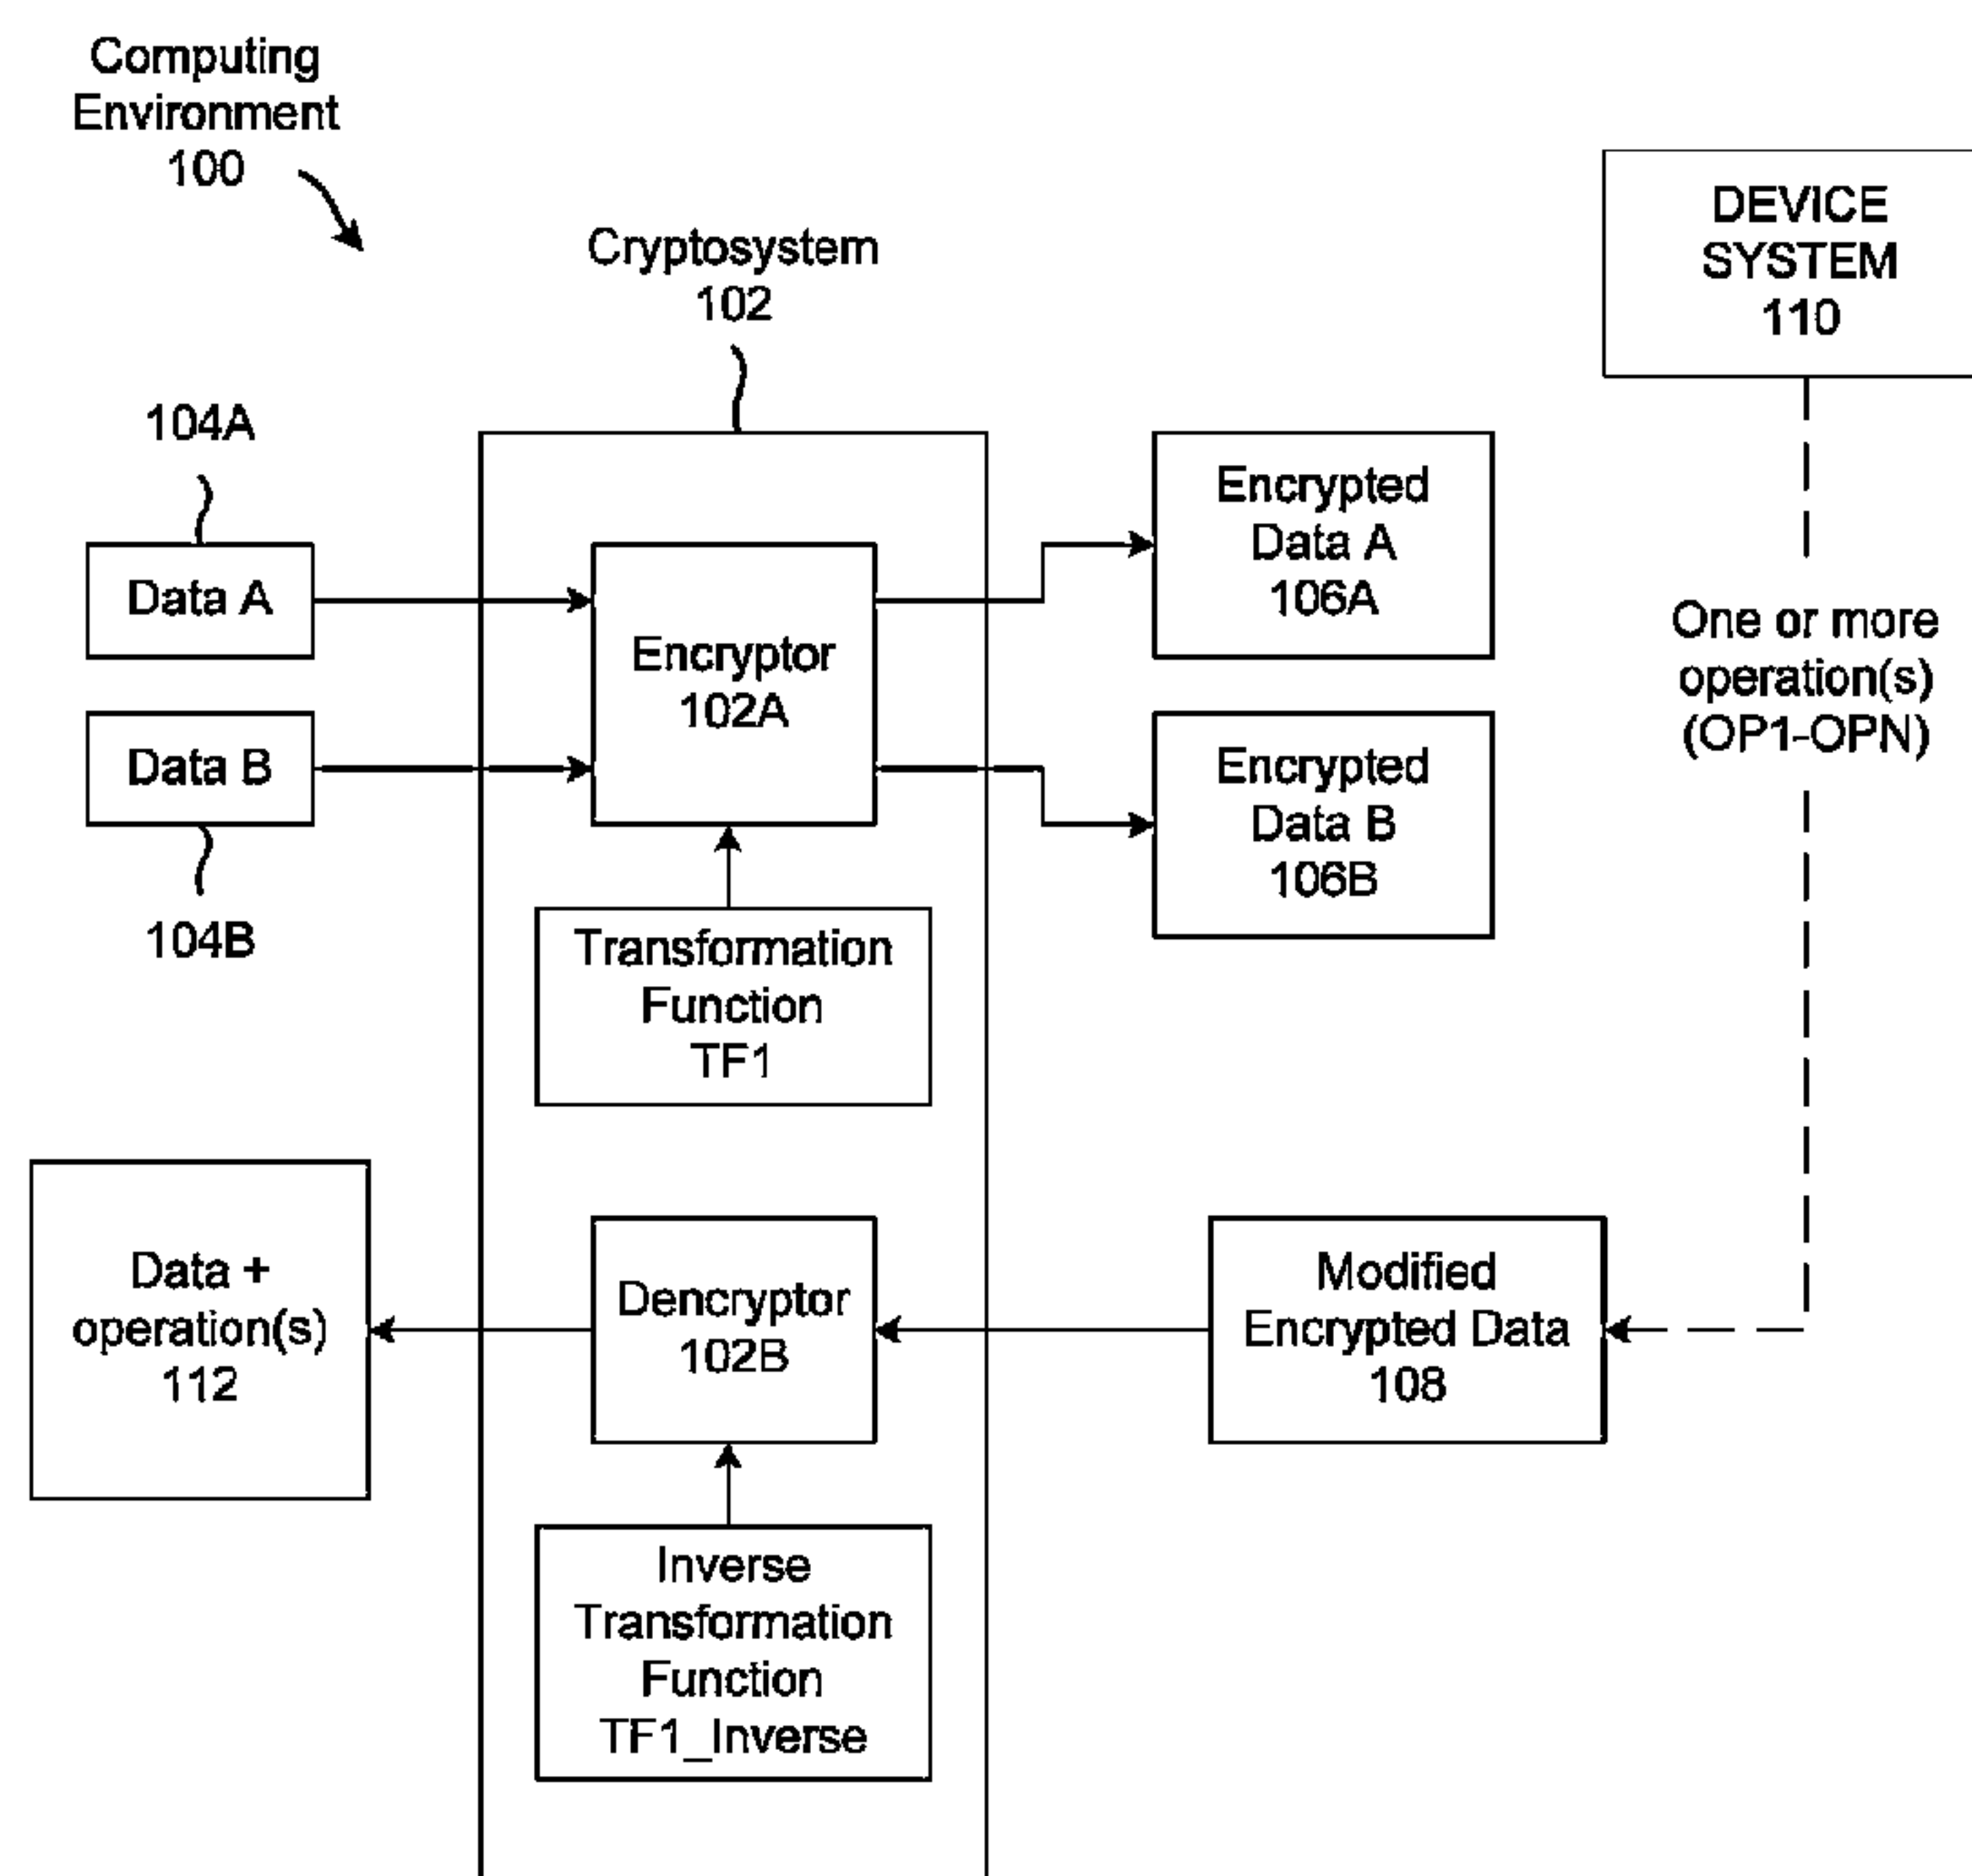 Computing
Environment
100
DEVICE
SYSTEM
110
Cryptosystem
102
104A
Data A
Data B
104B
Encryptor
102A
Encrypted
Data A
106A
Encrypted
Data B
106B
One or more
operation(s)
(OP1-OPN)
Transformation
Function
TF1
Data +
operation(s)
112
Dencryptor
102B
Modified
Encrypted Data
108
Inverse
Transformation
Function
TF1_Inverse